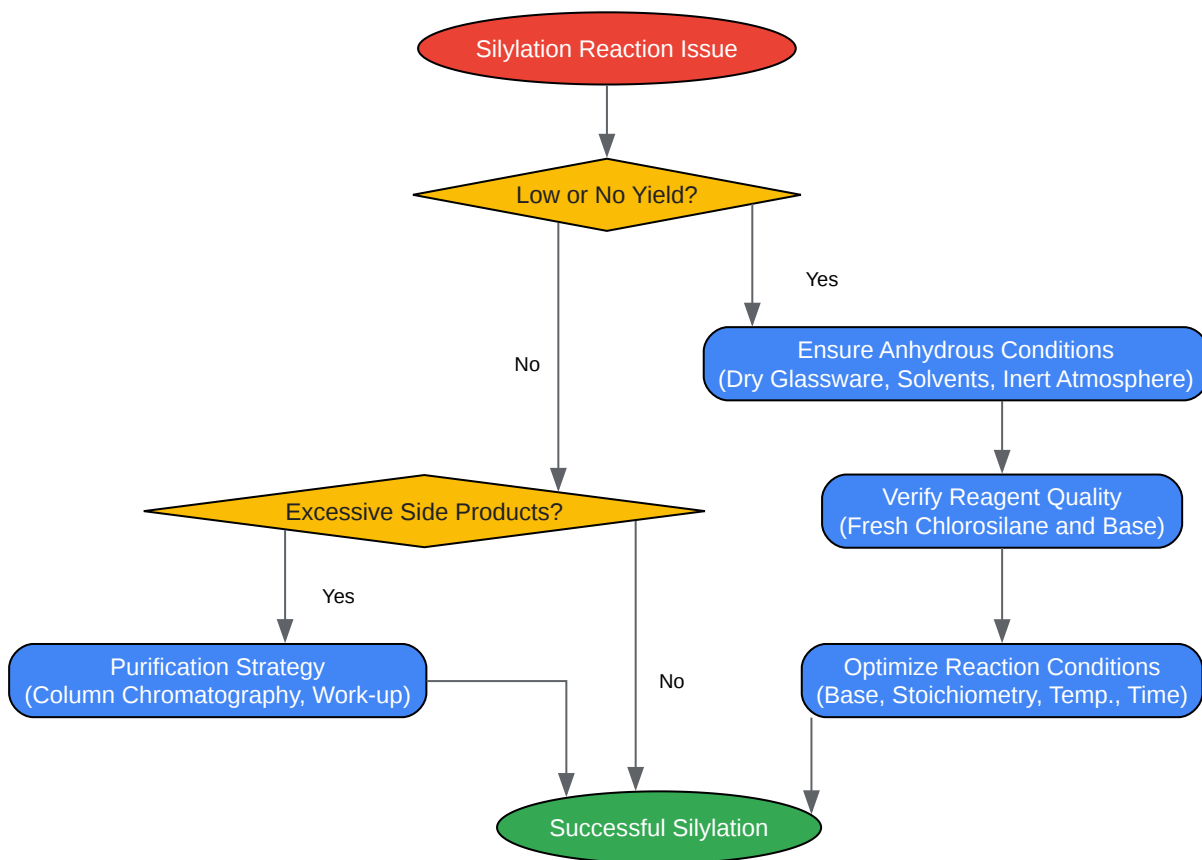 Silylation Reaction Issue
Low or No Yield?
Yes
Ensure Anhydrous Conditions
(Dry Glassware, Solvents, Inert Atmosphere)
No
Verify Reagent Quality
(Fresh Chlorosilane and Base)
Excessive Side Products?
Yes
Purification Strategy
(Column Chromatography, Work-up)
No
Optimize Reaction Conditions
(Base, Stoichiometry, Temp., Time)
Successful Silylation